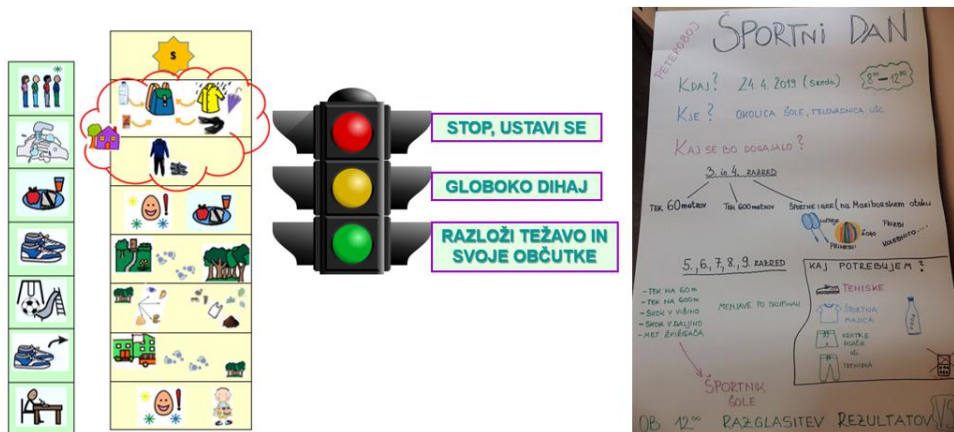 S
STOP, USTAVI SE
GLOBOKO DIHAJ
RAZLOŽI TEŽAVO IN
SVOJE OBČUTKE
PETEROBOJ
ŠPORTNI DAN
KDAJ? 24. 4. 2019 (sreda) 8⁰⁰ – 12⁰⁰
KJE? OKOLICA ŠOLE, TELOVADNICA
KAJ SE BO DOGAJALO?
3. in 4. RAZRED
TEK 60 metrov
TEK 600 metrov
ŠPORTNE IGRE (na Mariborskem otoku
PRINESI
ŽOGO
5., 6., 7., 8., 9. RAZRED
- TEK NA 60m
- TEK NA 600m
- SKOK V VIŠINO
- SKOK V DALJINO
- MET ŽVIŽGAČA
MENJAVE PO SKUPINAH
ŠPORTNIK
ŠOLE
KAJ POTREBUJEM?
TENISKE
ŠPORTNA
MAJICA
KRATKE
HLAČE
ALI
TRENIRKA
VODA
OB 12⁰⁰ RAZGLASITEV REZULTATOV